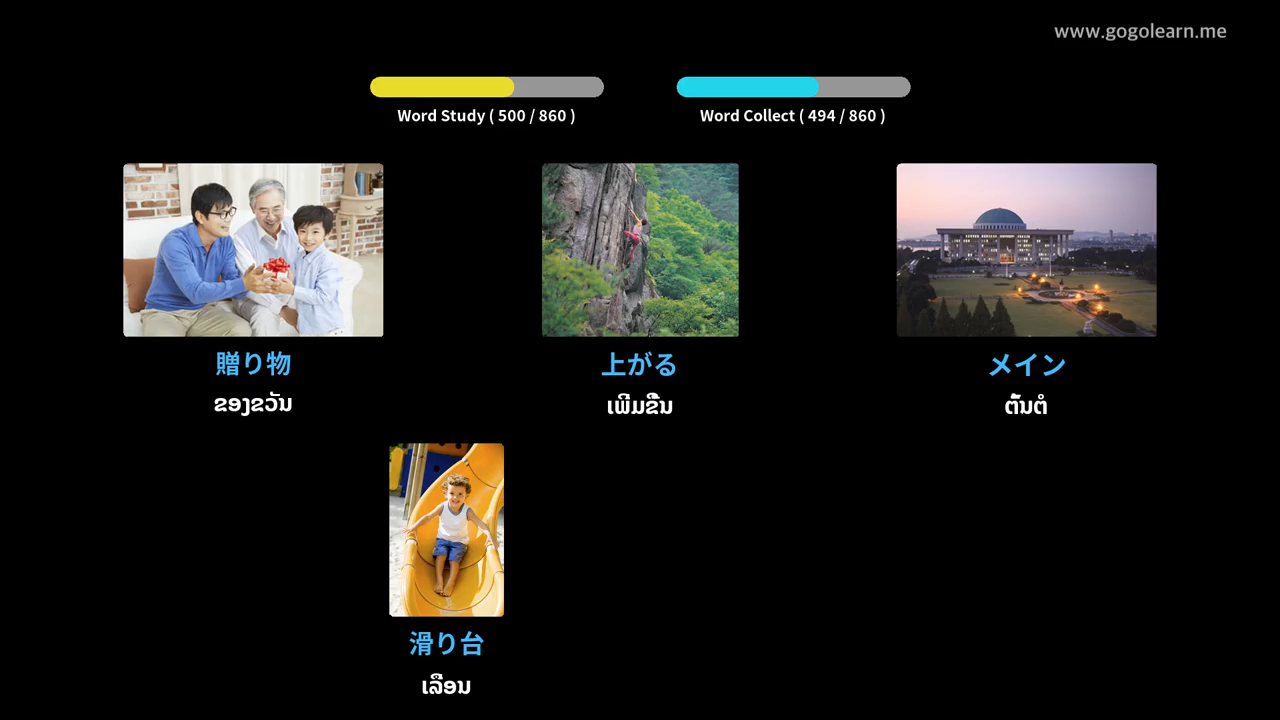 www.gogolearn.me
Word Study ( 500 / 860 )
Word Collect ( 494 / 860 )
贈り物
上がる
メイン
ຂອງຂວັນ
ເພີ່ມຂື້ນ
ຕົ້ນຕໍ
滑り台
ເລື່ອນ